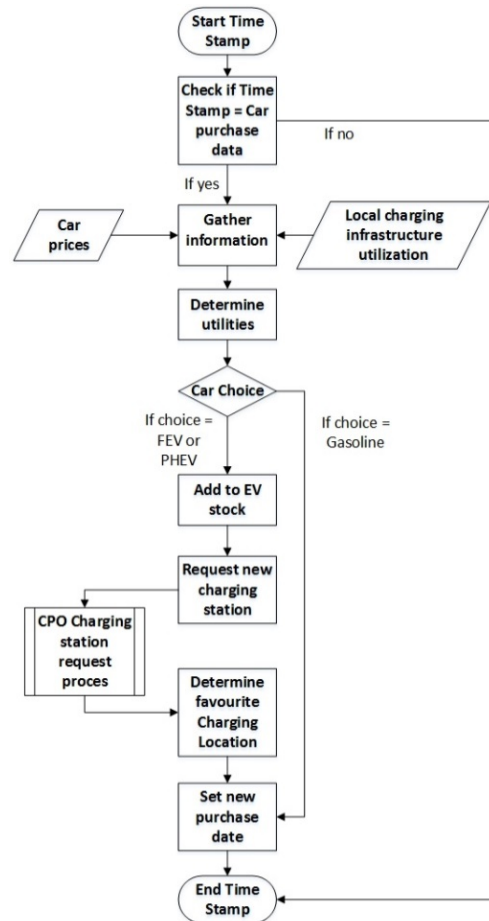 Start Time
Stamp
Check if Time
Stamp = Car
purchase
data
If no
If yes
Car
prices
Gather
information
Local charging
infrastructure
utilization
Determine
utilities
Car Choice
If choice =
FEV or
PHEV
If choice =
Gasoline
Add to EV
stock
Request new
charging
station
CPO Charging
station
request
proces
Determine
favourite
Charging
Location
Set new
purchase
date
End Time
Stamp